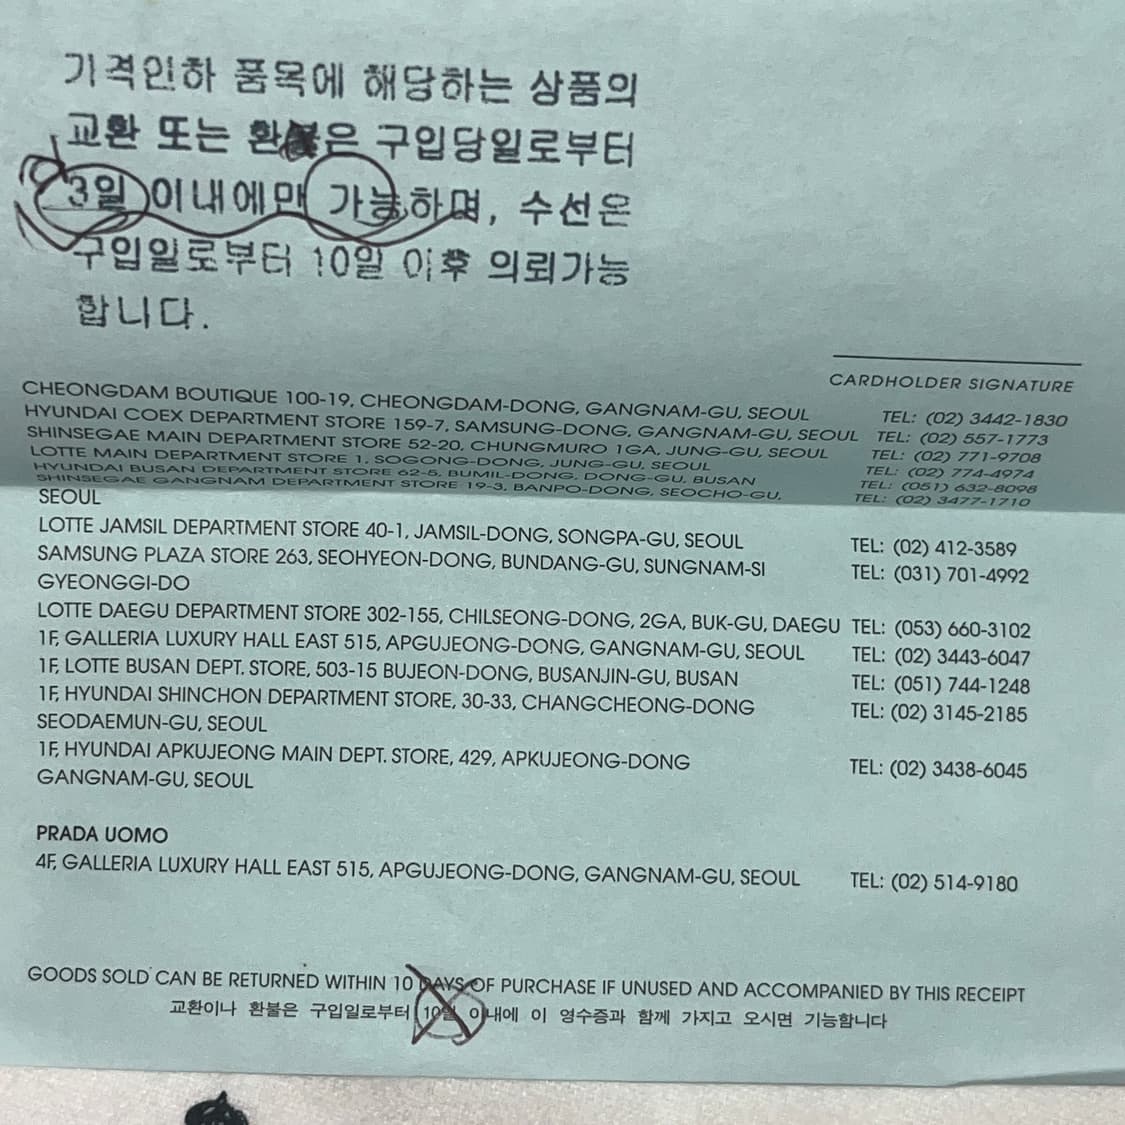 가격인하 품목에 해당하는 상품의
교환 또는 환불은 구입당일로부터
3일 이내에만 가능하며, 수선은
구입일로부터 10일 이후 의뢰가능
합니다.
CARDHOLDER SIGNATURE
CHEONGDAM BOUTIQUE 100-19, CHEONGDAM-DONG, GANGNAM-GU, SEOUL TEL: (02) 3442-1830
HYUNDAI COEX DEPARTMENT STORE 159-7, SAMSUNG-DONG, GANGNAM-GU, SEOUL TEL: (02) 557-1773
SHINSEGAE MAIN DEPARTMENT STORE 52-20, CHUNGMURO 1GA, JUNG-GU, SEOUL TEL: (02) 771-9708
LOTTE MAIN DEPARTMENT STORE 1, SOGONG-DONG, JUNG-GU, SEOUL TEL: (02) 774-4974
HYUNDAI BUSAN DEPARTMENT STORE 62-5, BUMIL-DONG, DONG-GU, BUSAN TEL: (051) 632-8098
SHINSEGAE GANGNAM DEPARTMENT STORE 19-3, BANPO-DONG, SEOCHO-GU, TEL: (02) 3477-1710
SEOUL
LOTTE JAMSIL DEPARTMENT STORE 40-1, JAMSIL-DONG, SONGPA-GU, SEOUL TEL: (02) 412-3589
SAMSUNG PLAZA STORE 263, SEOHYEON-DONG, BUNDANG-GU, SUNGNAM-SI TEL: (031) 701-4992
GYEONGGI-DO
LOTTE DAEGU DEPARTMENT STORE 302-155, CHILSEONG-DONG, 2GA, BUK-GU, DAEGU TEL: (053) 660-3102
1F, GALLERIA LUXURY HALL EAST 515, APGUJEONG-DONG, GANGNAM-GU, SEOUL TEL: (02) 3443-6047
1F, LOTTE BUSAN DEPT. STORE, 503-15 BUJEON-DONG, BUSANJIN-GU, BUSAN TEL: (051) 744-1248
1F, HYUNDAI SHINCHON DEPARTMENT STORE, 30-33, CHANGCHEONG-DONG TEL: (02) 3145-2185
SEODAEMUN-GU, SEOUL
1F, HYUNDAI APKUJEONG MAIN DEPT. STORE, 429, APKUJEONG-DONG TEL: (02) 3438-6045
GANGNAM-GU, SEOUL
PRADA UOMO
4F, GALLERIA LUXURY HALL EAST 515, APGUJEONG-DONG, GANGNAM-GU, SEOUL TEL: (02) 514-9180
GOODS SOLD CAN BE RETURNED WITHIN 10 DAYS OF PURCHASE IF UNUSED AND ACCOMPANIED BY THIS RECEIPT
교환이나 환불은 구입일로부터 10일 이내에 이 영수증과 함께 가지고 오시면 기능합니다